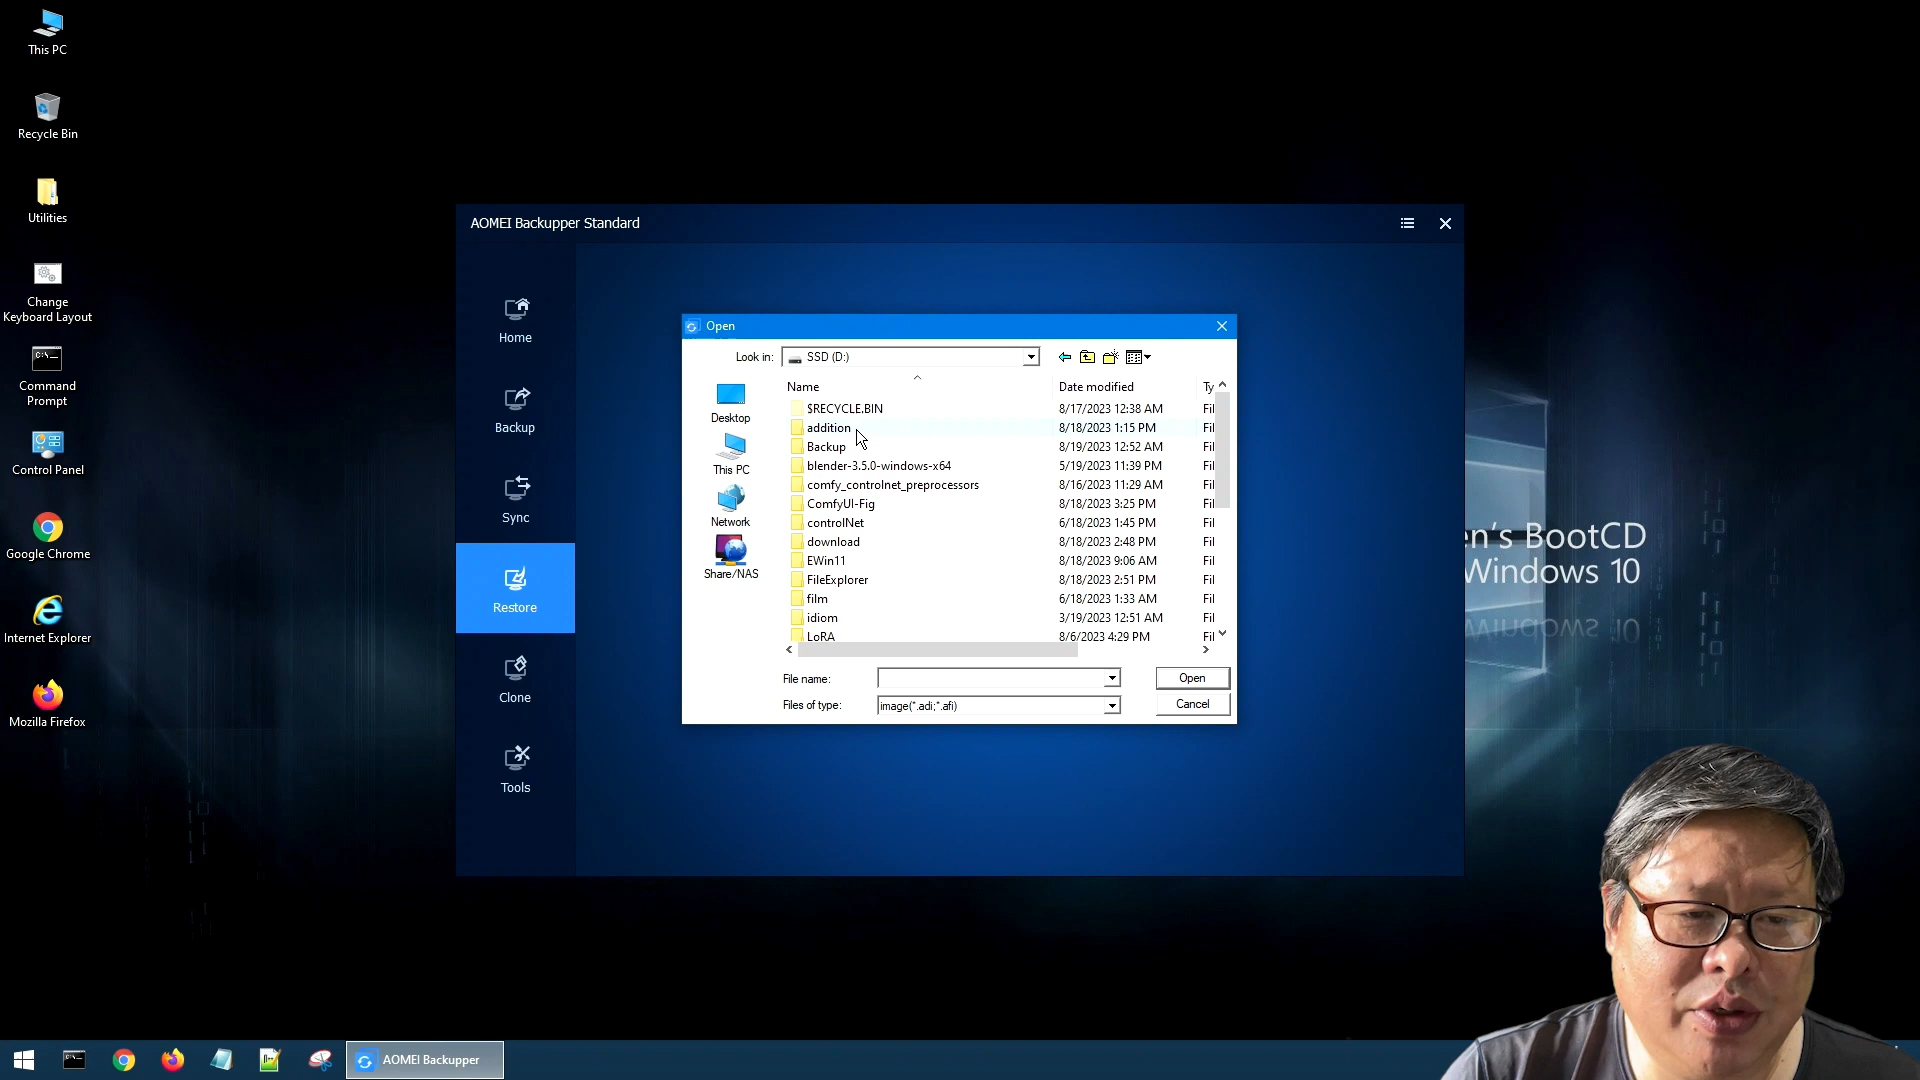 This PC
Recycle Bin
Utilities
Change
Keyboard Layout
Command
Prompt
Control Panel
Google Chrome
Internet Explorer
Mozilla Firefox
AOMEI Backupper Standard
Home
Backup
Sync
Restore
Clone
Tools
Open
Look in: SSD (D:)
Desktop
This PC
Network
Share/NAS
Name Date modified Ty
$RECYCLE.BIN 8/17/2023 12:38 AM Fil
addition 8/18/2023 1:15 PM Fil
Backup 8/19/2023 12:52 AM Fil
blender-3.5.0-windows-x64 5/19/2023 11:39 PM Fil
comfy_controlnet_preprocessors 8/16/2023 11:29 AM Fil
ComfyUI-Fig 8/18/2023 3:25 PM Fil
controlNet 6/18/2023 1:45 PM Fil
download 8/18/2023 2:48 PM Fil
EWin11 8/18/2023 9:06 AM Fil
FileExplorer 8/18/2023 2:51 PM Fil
film 6/18/2023 1:33 AM Fil
idiom 3/19/2023 12:51 AM Fil
LoRA 8/6/2023 4:29 PM Fil
File name: Open
Files of type: image(*.adi;*.afi) Cancel
en's BootCD
Windows 10
AOMEI Backupper